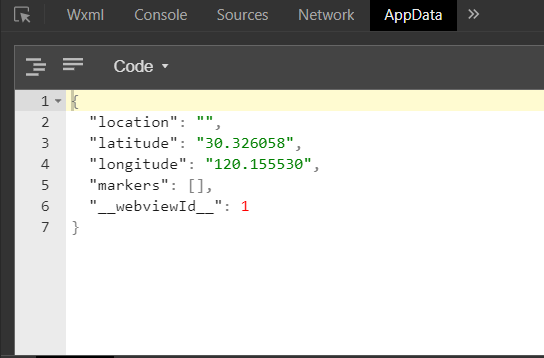 Wxml Console Sources Network AppData »
Code
1 {
2 "location": "",
3 "latitude": "30.326058",
4 "longitude": "120.155530",
5 "markers": [],
6 "__webviewId__": 1
7 }